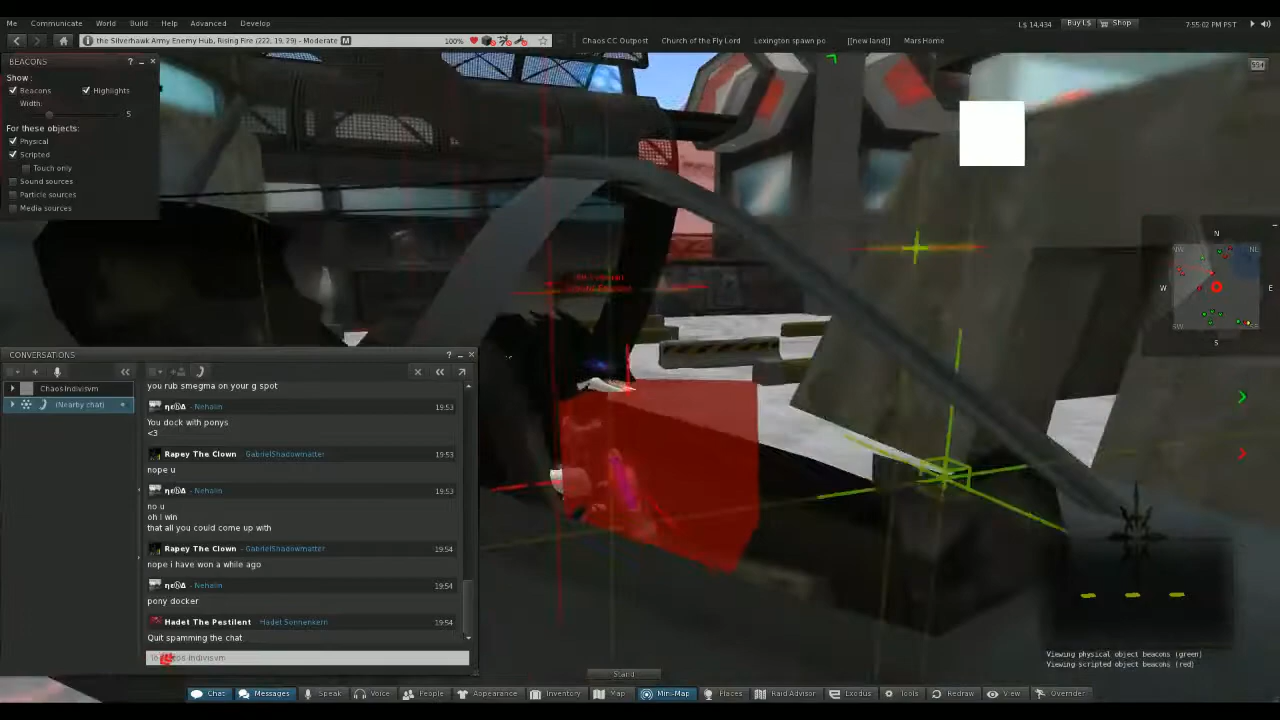 Me Communicate World Build Help Advanced Develop
L$ 14,434 Buy L$ Shop 7:55:02 PM PST
the Silverhawk Army Enemy Hub, Rising Fire (222, 19, 29) - Moderate M 100%
Chaos CC Outpost Church of the Fly Lord Lexington spawn po [[new land]] Mars Home
BEACONS ?
Show :
Beacons Highlights
Width:
5
For these objects:
Physical
Scripted
Touch only
Sound sources
Particle sources
Media sources
N
NW NE
W E
SW SE
S
CONVERSATIONS ?
Chaos Indivisvm
(Nearby chat)
you rub smegma on your g spot
- Nehalin 19:53
You dock with ponys
<3
Rapey The Clown - GabrielShadowmatter 19:53
nope u
- Nehalin 19:53
no u
oh I win
that all you could come up with
Rapey The Clown - GabrielShadowmatter 19:54
nope i have won a while ago
- Nehalin 19:54
pony docker
Hadet The Pestilent - Hadet Sonnenkern 19:54
Quit spamming the chat.
Stand
Viewing physical object beacons (green)
Viewing scripted object beacons (red)
Chat Messages Speak Voice People Appearance Inventory Map Mini-Map Places Raid Advisor Exodus Tools Redraw View Overrider